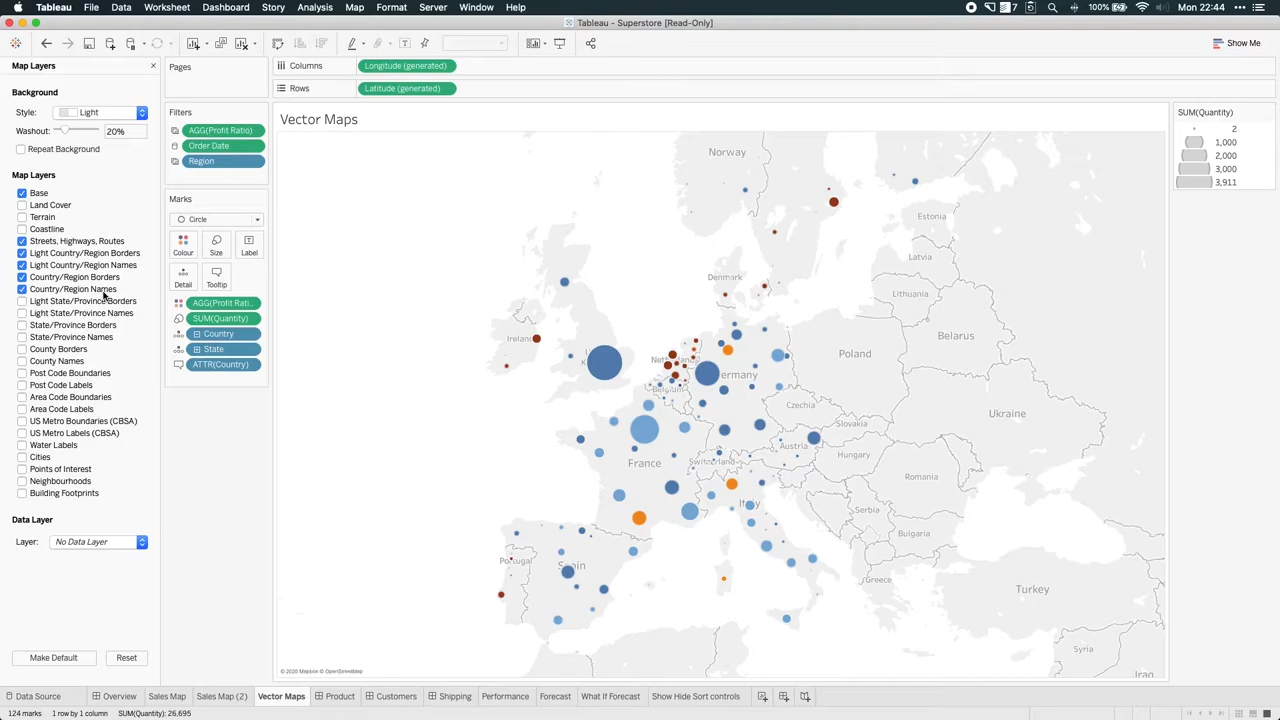 Tableau File Data Worksheet Dashboard Story Analysis Map Format Server Window Help 100% Mon 22:44
Tableau - Superstore [Read-Only]
Show Me
Map Layers
Background
Style: Light
Washout: 20%
Repeat Background
Map Layers
Base
Land Cover
Terrain
Coastline
Streets, Highways, Routes
Light Country/Region Borders
Light Country/Region Names
Country/Region Borders
Country/Region Names
Light State/Province Borders
Light State/Province Names
State/Province Borders
State/Province Names
County Borders
County Names
Post Code Boundaries
Post Code Labels
Area Code Boundaries
Area Code Labels
US Metro Boundaries (CBSA)
US Metro Labels (CBSA)
Water Labels
Cities
Points of Interest
Neighbourhoods
Building Footprints
Data Layer
Layer: No Data Layer
Make Default Reset
Pages
Filters
AGG(Profit Ratio)
Order Date
Region
Marks
Circle
Colour Size Label
Detail Tooltip
AGG(Profit Rati..
SUM(Quantity)
Country
State
ATTR(Country)
Columns Longitude (generated)
Rows Latitude (generated)
Vector Maps
Norway
Estonia
Latvia
Denmark
Lithuania
Ireland
Belarus
Poland
Germany
Belgium
Czechia
Ukraine
Slovakia
Austria
Hungary
France
Switzerland
Romania
Italy
Serbia
Bulgaria
Portugal
Spain
Greece
Turkey
Syria
Iraq
© 2020 Mapbox © OpenStreetMap
SUM(Quantity)
2
1,000
2,000
3,000
3,911
Data Source Overview Sales Map Sales Map (2) Vector Maps Product Customers Shipping Performance Forecast What If Forecast Show Hide Sort controls
124 marks 1 row by 1 column SUM(Quantity): 26,695